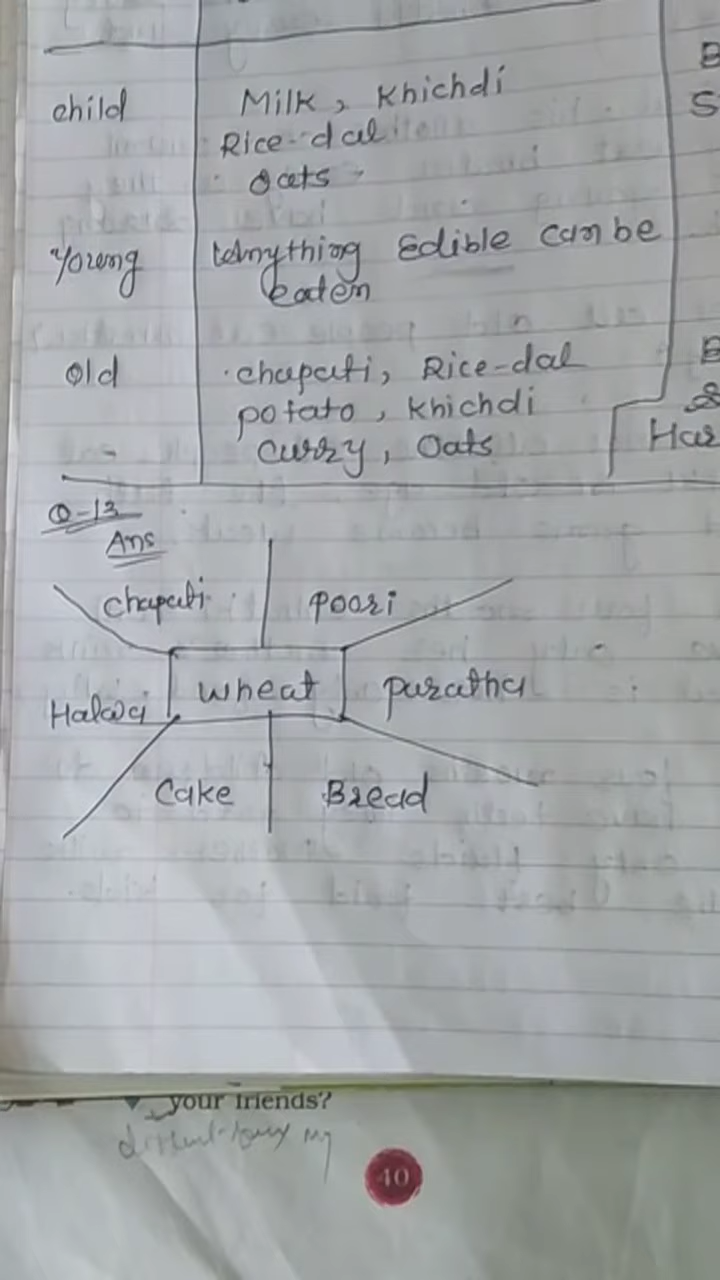 child
Milk, Khichdi
Rice-dal
Oats
Young
Anything Edible can be
eaten
Old
chapati, Rice-dal
potato, Khichdi
curry, Oats
Har
Q-13
Ans
chapati
poori
Halwa
wheat
paratha
Cake
Bread
your friends?
40